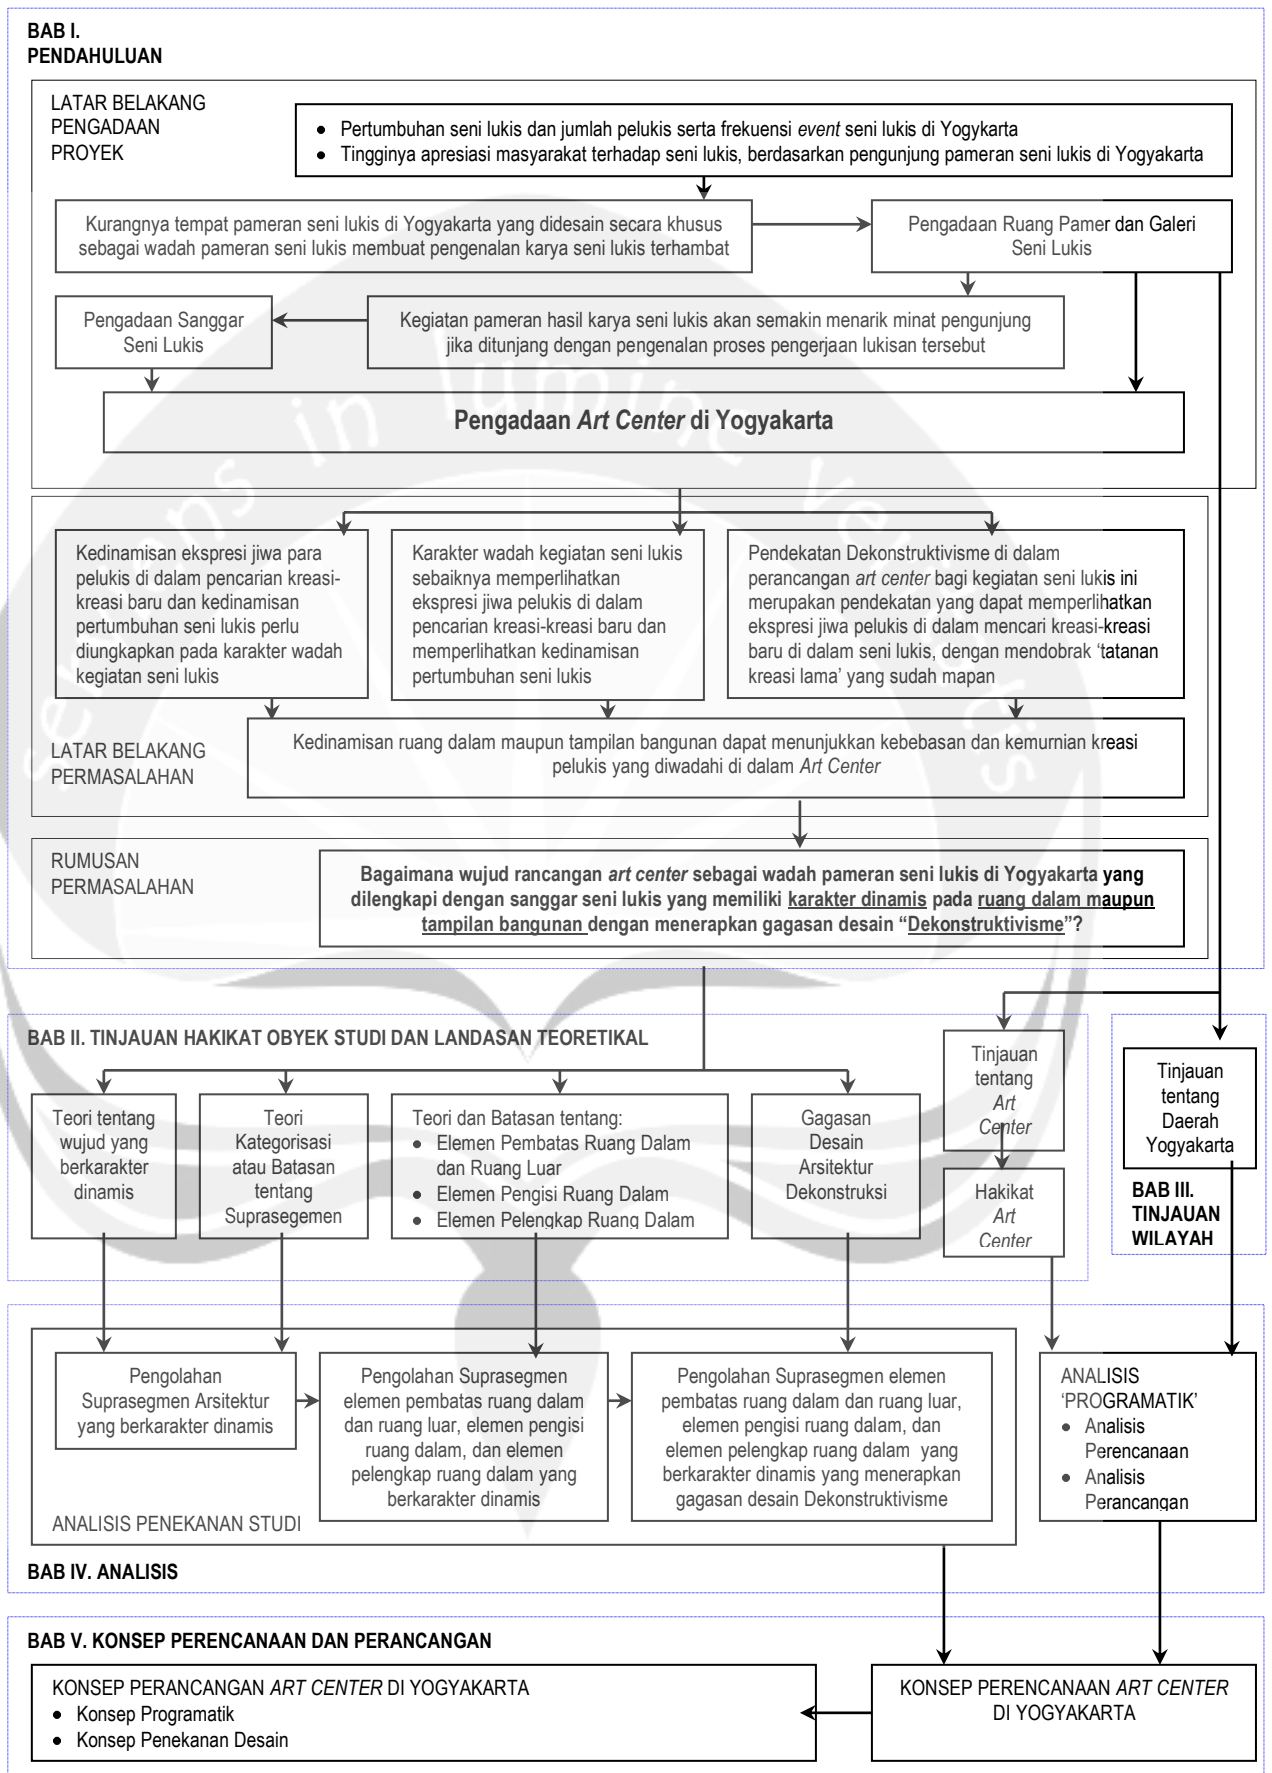 BAB I.
PENDAHULUAN
LATAR BELAKANG
PENGADAAN
PROYEK
• Pertumbuhan seni lukis dan jumlah pelukis serta frekuensi event seni lukis di Yogykarta
• Tingginya apresiasi masyarakat terhadap seni lukis, berdasarkan pengunjung pameran seni lukis di Yogyakarta
Kurangnya tempat pameran seni lukis di Yogyakarta yang didesain secara khusus
sebagai wadah pameran seni lukis membuat pengenalan karya seni lukis terhambat
Pengadaan Ruang Pamer dan Galeri
Seni Lukis
Pengadaan Sanggar
Seni Lukis
Kegiatan pameran hasil karya seni lukis akan semakin menarik minat pengunjung
jika ditunjang dengan pengenalan proses pengerjaan lukisan tersebut
Pengadaan Art Center di Yogyakarta
Kedinamisan ekspresi jiwa para
pelukis di dalam pencarian kreasi-
kreasi baru dan kedinamisan
pertumbuhan seni lukis perlu
diungkapkan pada karakter wadah
kegiatan seni lukis
Karakter wadah kegiatan seni lukis
sebaiknya memperlihatkan
ekspresi jiwa pelukis di dalam
pencarian kreasi-kreasi baru dan
memperlihatkan kedinamisan
pertumbuhan seni lukis
Pendekatan Dekonstruktivisme di dalam
perancangan art center bagi kegiatan seni lukis ini
merupakan pendekatan yang dapat memperlihatkan
ekspresi jiwa pelukis di dalam mencari kreasi-kreasi
baru di dalam seni lukis, dengan mendobrak ‘tatanan
kreasi lama’ yang sudah mapan
LATAR BELAKANG
PERMASALAHAN
Kedinamisan ruang dalam maupun tampilan bangunan dapat menunjukkan kebebasan dan kemurnian kreasi
pelukis yang diwadahi di dalam Art Center
RUMUSAN
PERMASALAHAN
Bagaimana wujud rancangan art center sebagai wadah pameran seni lukis di Yogyakarta yang
dilengkapi dengan sanggar seni lukis yang memiliki karakter dinamis pada ruang dalam maupun
tampilan bangunan dengan menerapkan gagasan desain “Dekonstruktivisme”?
BAB II. TINJAUAN HAKIKAT OBYEK STUDI DAN LANDASAN TEORETIKAL
Teori tentang
wujud yang
berkarakter
dinamis
Teori
Kategorisasi
atau Batasan
tentang
Suprasegemen
Teori dan Batasan tentang:
• Elemen Pembatas Ruang Dalam
dan Ruang Luar
• Elemen Pengisi Ruang Dalam
• Elemen Pelengkap Ruang Dalam
Gagasan
Desain
Arsitektur
Dekonstruksi
Tinjauan
tentang
Art
Center
Hakikat
Art
Center
Tinjauan
tentang
Daerah
Yogyakarta
BAB III.
TINJAUAN
WILAYAH
Pengolahan
Suprasegmen Arsitektur
yang berkarakter dinamis
Pengolahan Suprasegmen
elemen pembatas ruang dalam
dan ruang luar, elemen pengisi
ruang dalam, dan elemen
pelengkap ruang dalam yang
berkarakter dinamis
Pengolahan Suprasegmen elemen
pembatas ruang dalam dan ruang luar,
elemen pengisi ruang dalam, dan
elemen pelengkap ruang dalam yang
berkarakter dinamis yang menerapkan
gagasan desain Dekonstruktivisme
ANALISIS
‘PROGRAMATIK’
• Analisis
Perencanaan
• Analisis
Perancangan
ANALISIS PENEKANAN STUDI
BAB IV. ANALISIS
BAB V. KONSEP PERENCANAAN DAN PERANCANGAN
KONSEP PERANCANGAN ART CENTER DI YOGYAKARTA
• Konsep Programatik
• Konsep Penekanan Desain
KONSEP PERENCANAAN ART CENTER
DI YOGYAKARTA
serviens in lumine veritatis